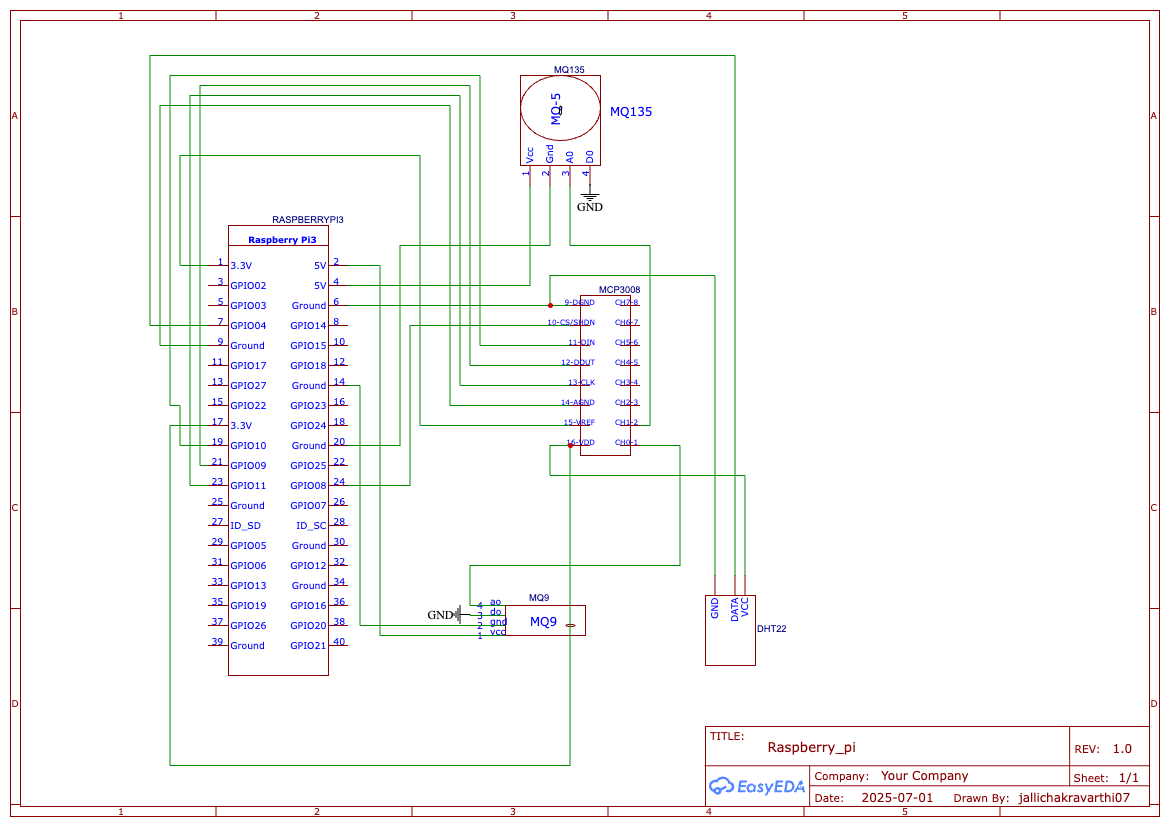 1 2 3 4 5
A A
B B
C C
D D
MQ135
MQ-5
MQ135
Vcc Gnd A0 D0
1 2 3 4
GND
RASPBERRYPI3
Raspberry Pi3
1 3.3V 5V 2
3 GPIO02 5V 4
5 GPIO03 Ground 6
7 GPIO04 GPIO14 8
9 Ground GPIO15 10
11 GPIO17 GPIO18 12
13 GPIO27 Ground 14
15 GPIO22 GPIO23 16
17 3.3V GPIO24 18
19 GPIO10 Ground 20
21 GPIO09 GPIO25 22
23 GPIO11 GPIO08 24
25 Ground GPIO07 26
27 ID_SD ID_SC 28
29 GPIO05 Ground 30
31 GPIO06 GPIO12 32
33 GPIO13 Ground 34
35 GPIO19 GPIO16 36
37 GPIO26 GPIO20 38
39 Ground GPIO21 40
MCP3008
9-DGND CH7-8
10-CS/SHDN CH6-7
11-DIN CH5-6
12-DOUT CH4-5
13-CLK CH3-4
14-AGND CH2-3
15-VREF CH1-2
16-VDD CH0-1
MQ9
MQ9
4 ao
3 do
2 gnd
1 vcc
GND
GND DATA VCC
DHT22
TITLE:
Raspberry_pi
REV: 1.0
EasyEDA
Company: Your Company
Sheet: 1/1
Date: 2025-07-01 Drawn By: jallichakravarthi07
1 2 3 4 5